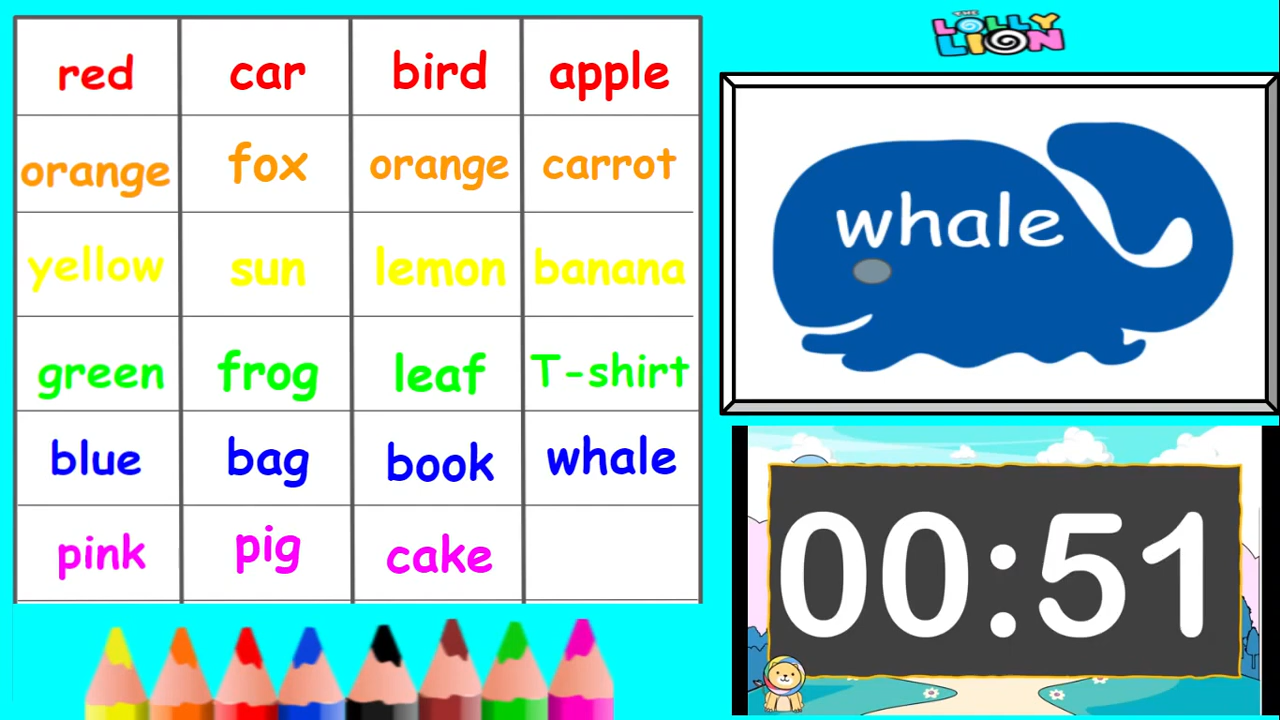 red car bird apple
orange fox orange carrot
yellow sun lemon banana
green frog leaf T-shirt
blue bag book whale
pink pig cake
THE
LOLLY
LION
whale
00:51